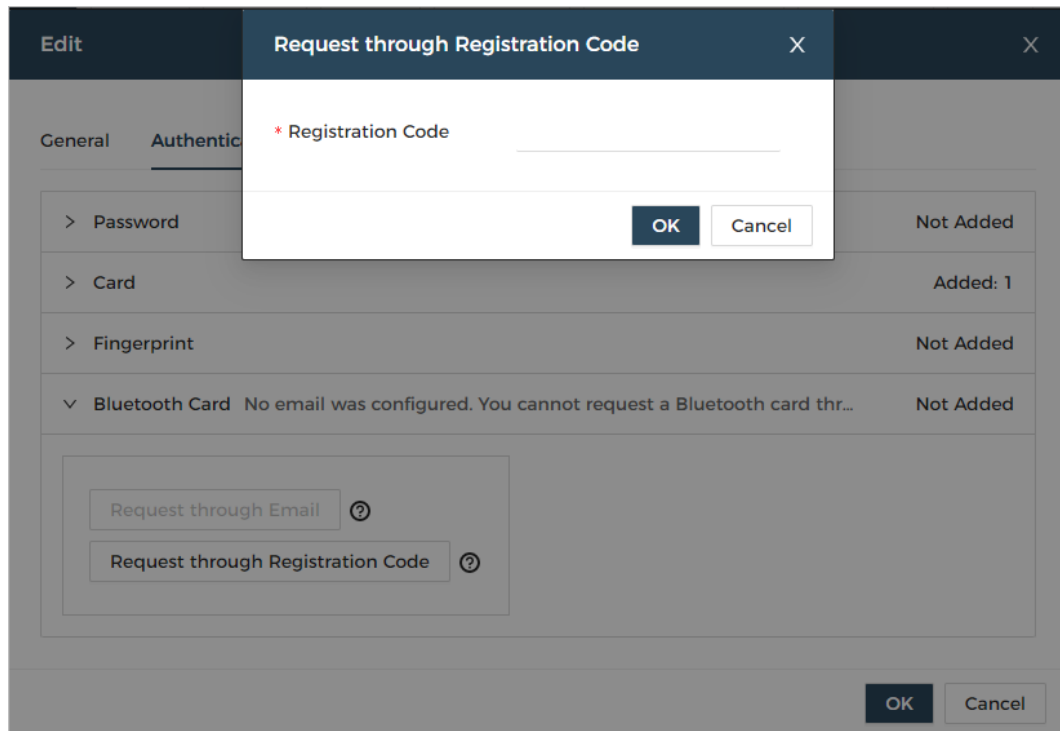 Edit
X
Request through Registration Code
X
* Registration Code
OK
Cancel
General
Authentic
> Password
Not Added
> Card
Added: 1
> Fingerprint
Not Added
Bluetooth Card No email was configured. You cannot request a Bluetooth card thr...
Not Added
Request through Email ?
Request through Registration Code ?
OK
Cancel